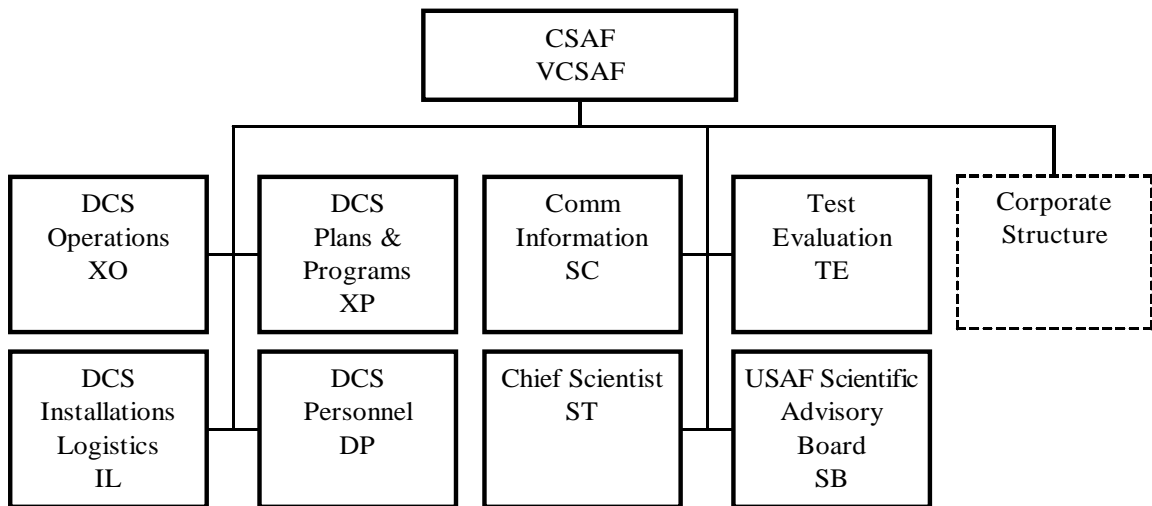 CSAF
VCSAF
DCS
Operations
XO
DCS
Plans &
Programs
XP
Comm
Information
SC
Test
Evaluation
TE
Corporate
Structure
DCS
Installations
Logistics
IL
DCS
Personnel
DP
Chief Scientist
ST
USAF Scientific
Advisory
Board
SB